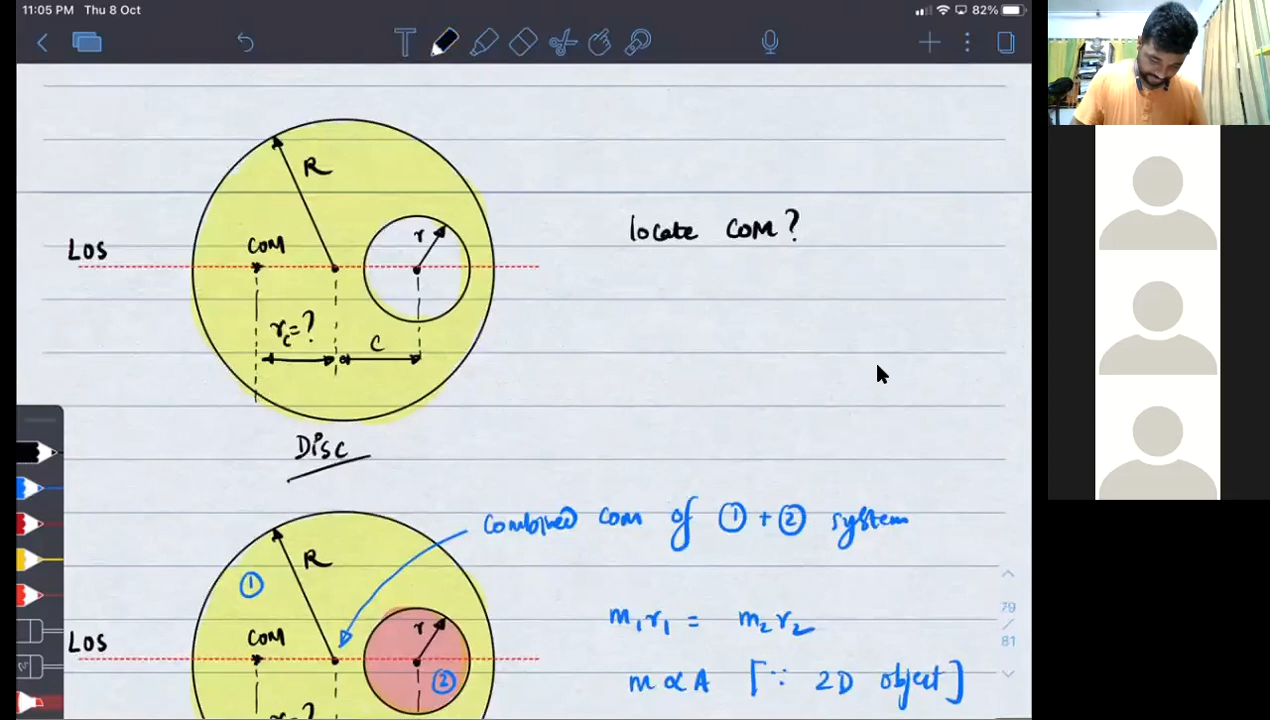 11:05 PM Thu 8 Oct
82%
R
r
locate COM?
LOS
COM
r_c=?
C
Disc
Combined com of ① + ② system
R
①
m₁r₁ = m₂r₂
79
/
81
r
COM
LOS
②
m ∝ A [∵ 2D object]